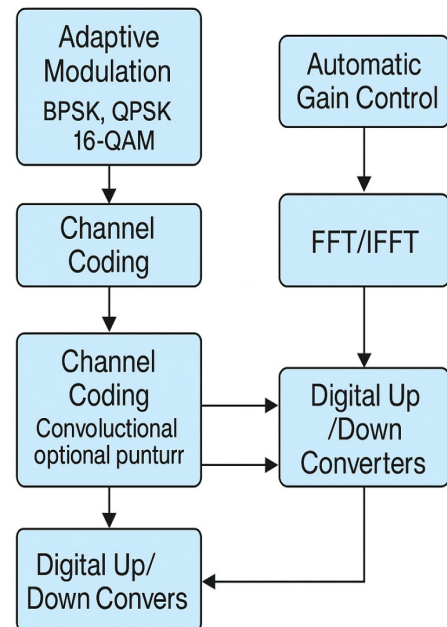 Adaptive
Modulation
BPSK, QPSK
16-QAM
Channel
Coding
Channel
Coding
Convoluctional
optional punturr
Digital Up/
Down Convers
Automatic
Gain Control
FFT/IFFT
Digital Up
/Down
Converters